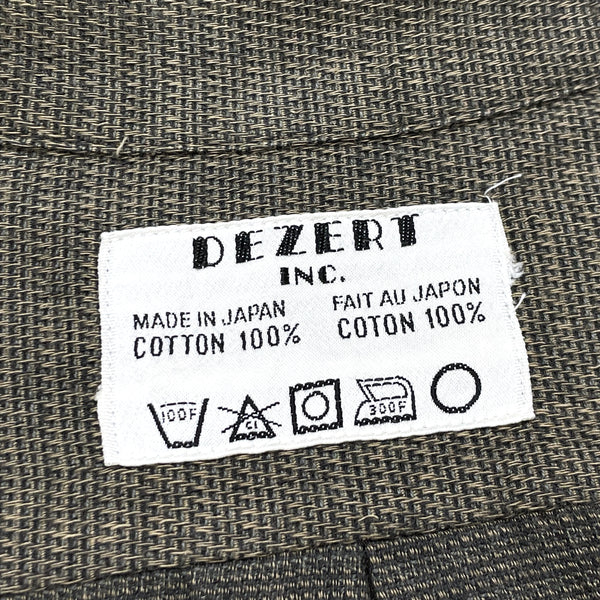 DEZERT
INC.
MADE IN JAPAN
COTTON 100%
FAIT AU JAPON
COTON 100%
100F
Cl
300F